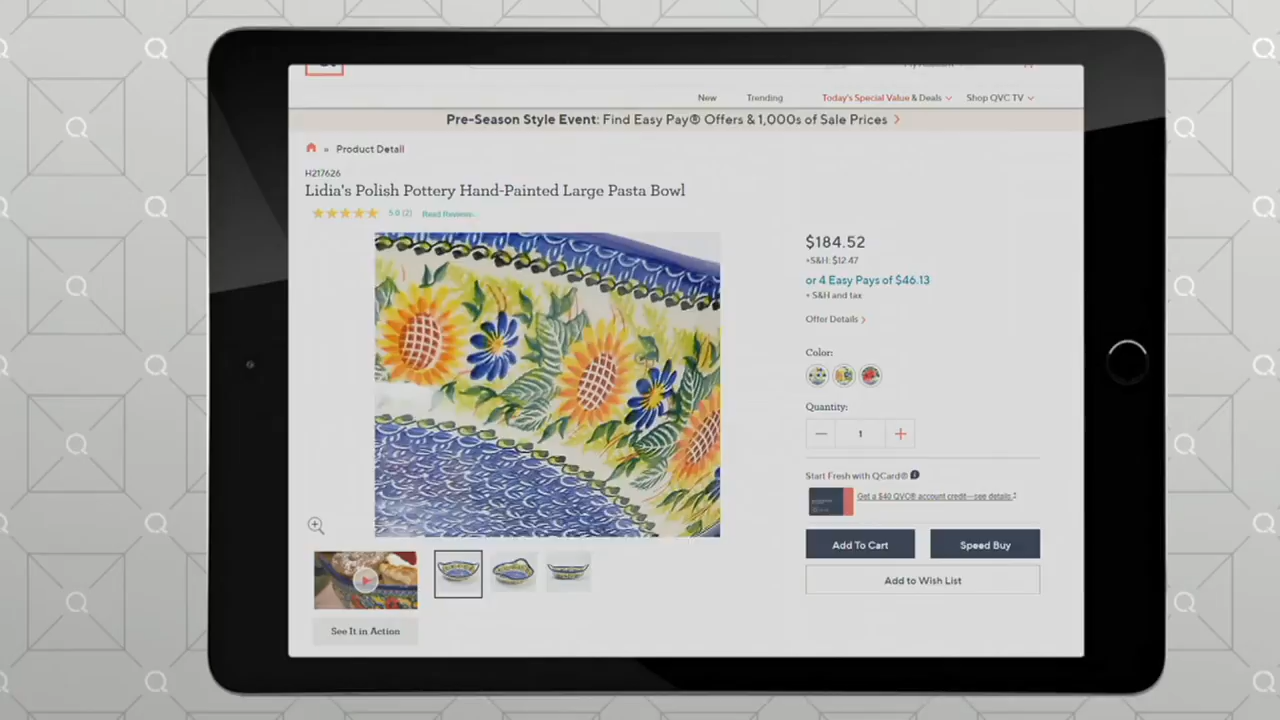 New Trending Today's Special Value & Deals Shop QVC TV
Pre-Season Style Event: Find Easy Pay® Offers & 1,000s of Sale Prices
» Product Detail
H217626
Lidia's Polish Pottery Hand-Painted Large Pasta Bowl
5.0 (2) Read Reviews
$184.52
+S&H: $12.47
or 4 Easy Pays of $46.13
+ S&H and tax
Offer Details
Color:
Quantity:
1
Start Fresh with QCard®
Get a $40 QVC® account credit—see details.‡
Add To Cart Speed Buy
Add to Wish List
See It in Action